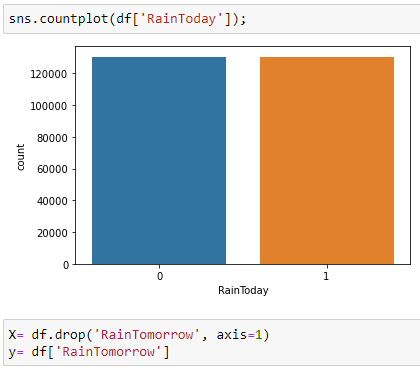 sns.countplot(df['RainToday']);
120000
100000
80000
60000
40000
20000
0
count
0 1
RainToday
X= df.drop('RainTomorrow', axis=1)
y= df['RainTomorrow']